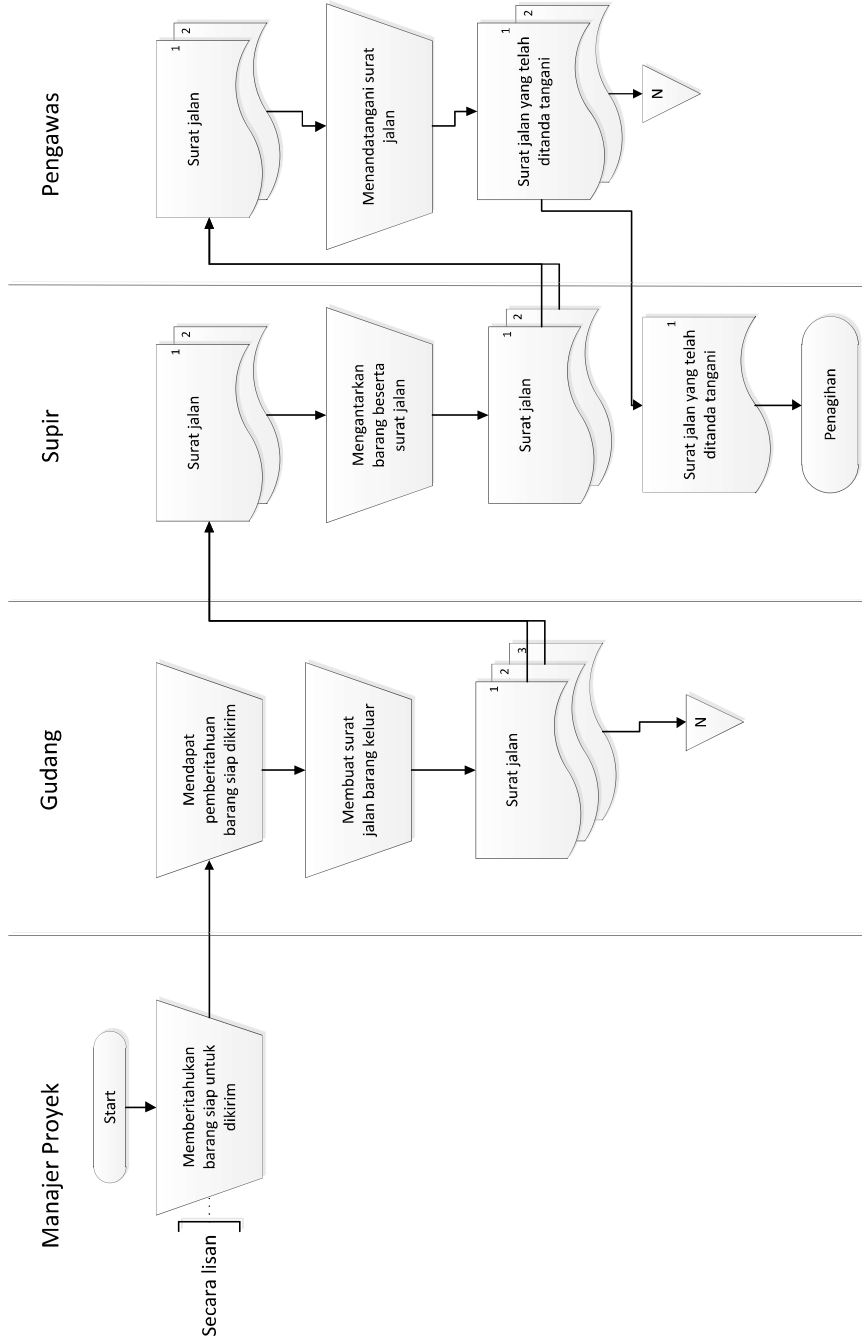 Manajer Proyek
Start
Memberitahukan
barang siap untuk
dikirim
Secara lisan
Gudang
Mendapat
pemberitahuan
barang siap dikirim
Membuat surat
jalan barang keluar
Surat jalan
1
2
3
N
Supir
Surat jalan
1
2
Mengantarkan
barang beserta
surat jalan
Surat jalan
1
2
Surat jalan yang telah
ditanda tangani
1
Penagihan
Pengawas
Surat jalan
1
2
Menandatangani surat
jalan
Surat jalan yang telah
ditanda tangani
1
2
N